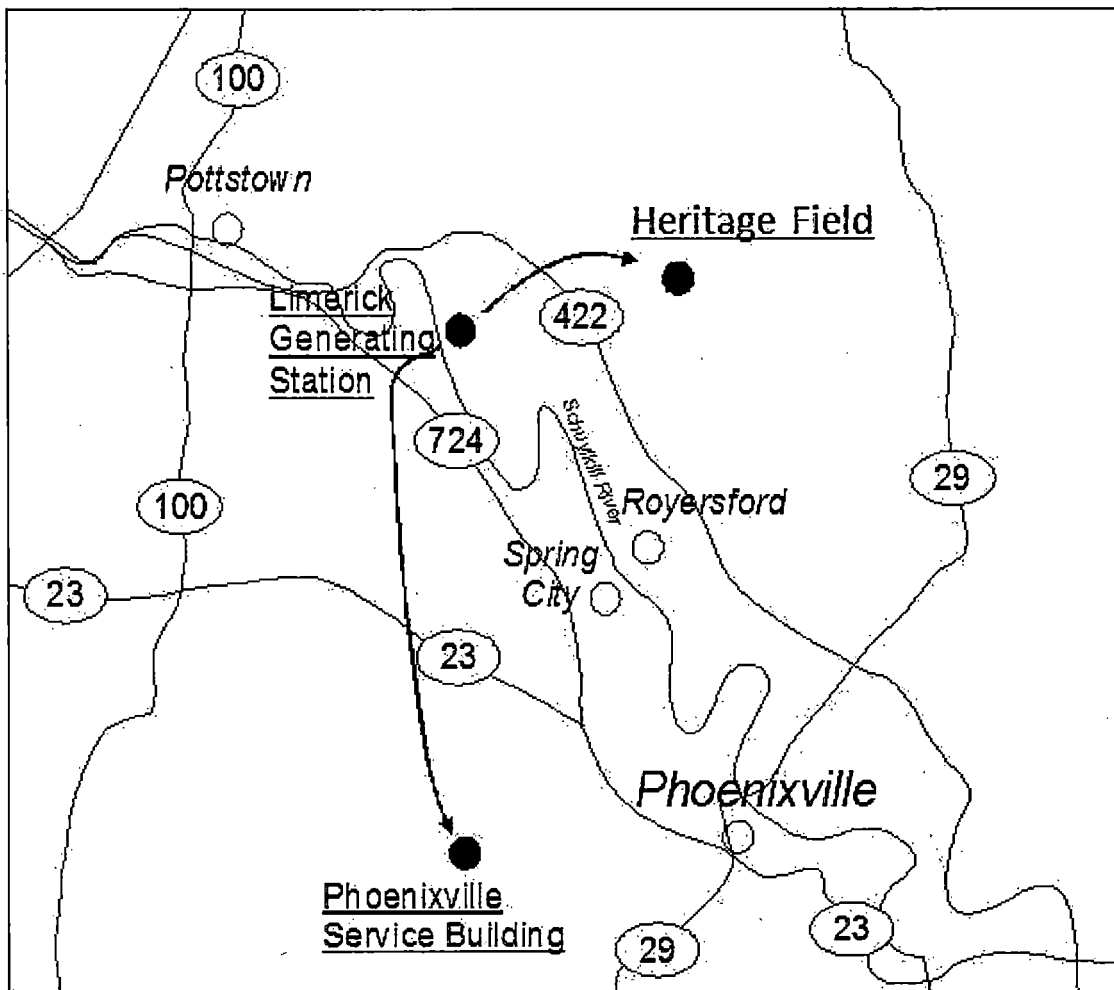 100
Pottstown
Heritage Field
Limerick
Generating
Station
422
724
Schuylkill River
29
100
Royersford
Spring
City
23
23
Phoenixville
Phoenixville
Service Building
29
23